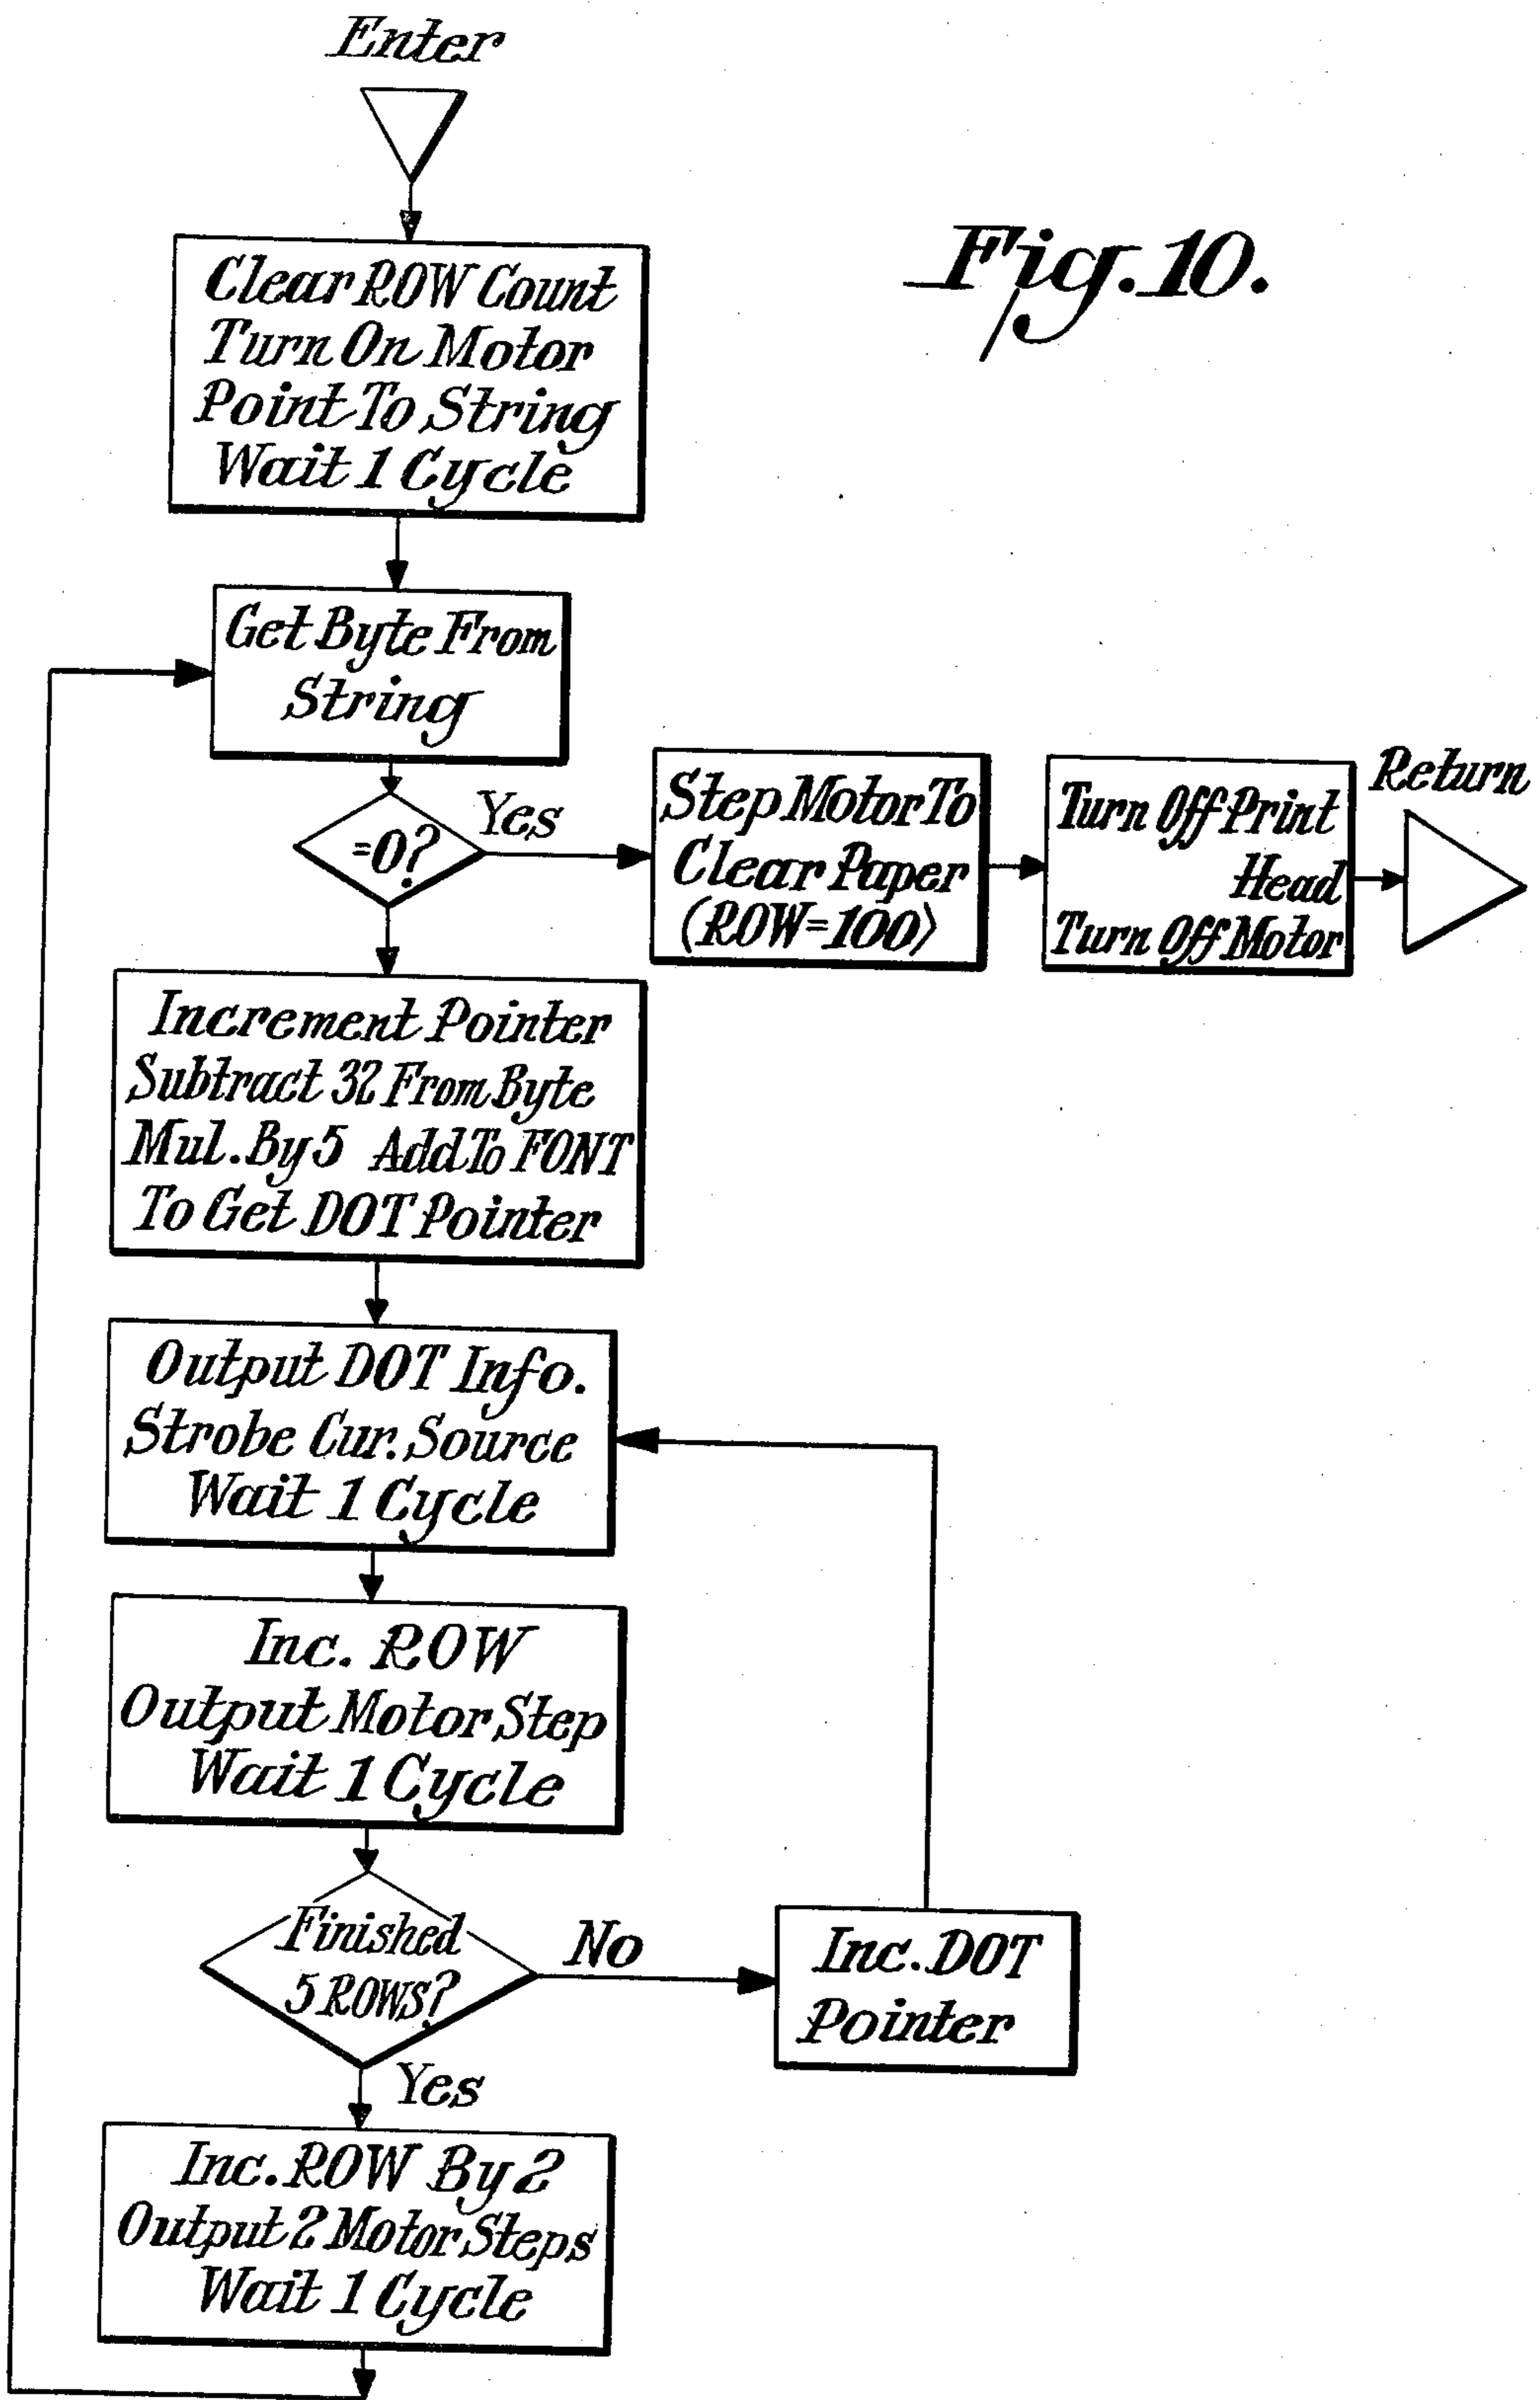 Enter
Fig. 10.
Clear ROW Count
Turn On Motor
Point To String
Wait 1 Cycle
Get Byte From
String
=0?
Yes
Step Motor To
Clear Paper
(ROW=100)
Turn Off Print
Head
Turn Off Motor
Return
Increment Pointer
Subtract 32 From Byte
Mul. By 5 Add To FONT
To Get DOT Pointer
Output DOT Info.
Strobe Cur. Source
Wait 1 Cycle
Inc. ROW
Output Motor Step
Wait 1 Cycle
Finished
5 ROWS?
No
Inc. DOT
Pointer
Yes
Inc. ROW By 2
Output 2 Motor Steps
Wait 1 Cycle